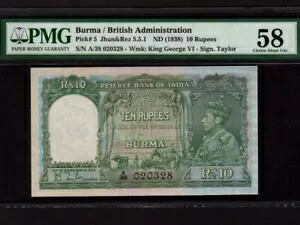 PMG
PAPER MONEY GUARANTY
Burma / British Administration
Pick# 5 Jhun&Rez 5.5.1 ND (1938) 10 Rupees
S/N A/38 020328 - Wmk: King George VI - Sign. Taylor
58
Choice About Unc
RS10
RESERVE BANK OF INDIA
TEN RUPEES
BURMA
A/38 020328
RS10